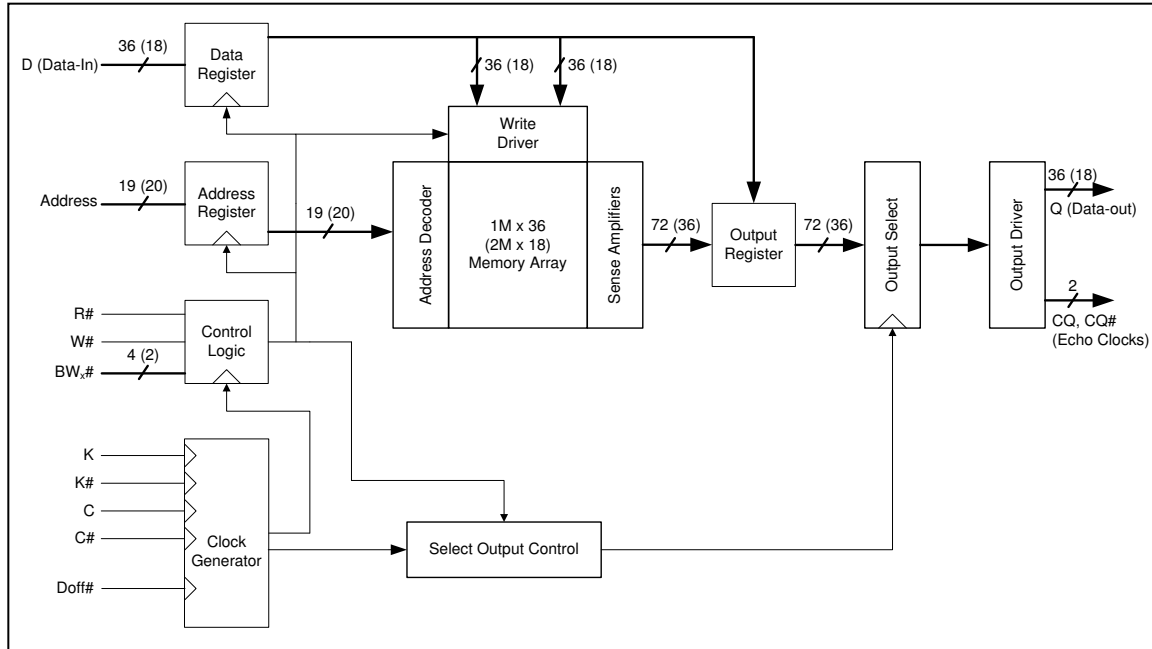 D (Data-In)
36 (18)
Data
Register
36 (18)
36 (18)
Write
Driver
Address
19 (20)
Address
Register
19 (20)
Address Decoder
1M x 36
(2M x 18)
Memory Array
Sense Amplifiers
72 (36)
Output
Register
72 (36)
Output Select
Output Driver
36 (18)
Q (Data-out)
2
CQ, CQ#
(Echo Clocks)
R#
W#
BWx#
4 (2)
Control
Logic
K
K#
C
C#
Doff#
Clock
Generator
Select Output Control